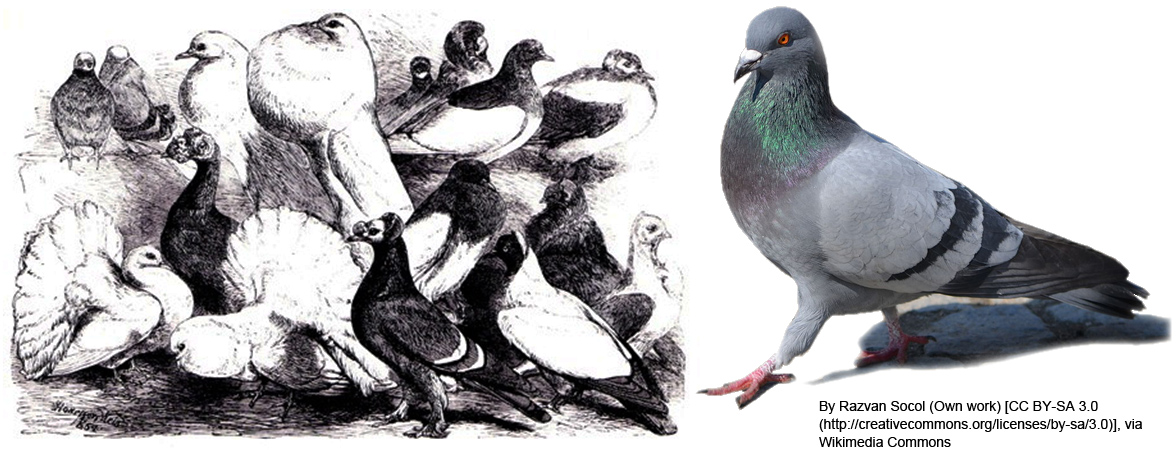 By Razvan Socol (Own work) [CC BY-SA 3.0
(http://creativecommons.org/licenses/by-sa/3.0)], via
Wikimedia Commons